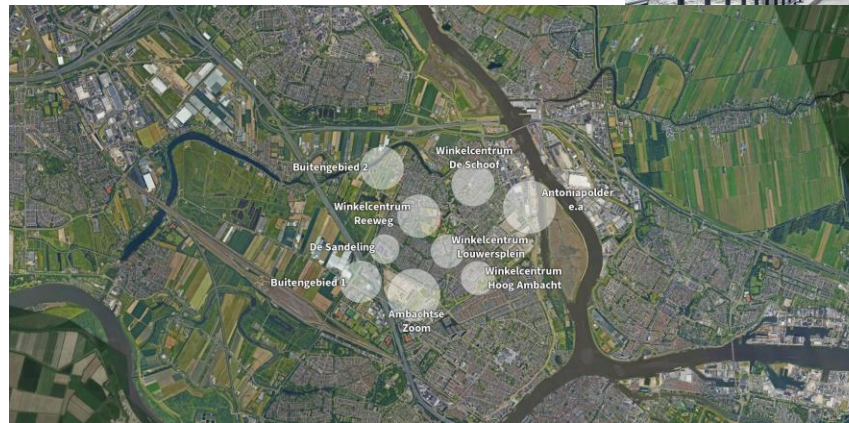 Winkelcentrum
De Schoof
Buitengebied 2
Antoniapolder
e.a.
Winkelcentrum
Reeweg
De Sandeling
Winkelcentrum
Louwersplein
Buitengebied 1
Winkelcentrum
Hoog Ambacht
Ambachtse
Zoom